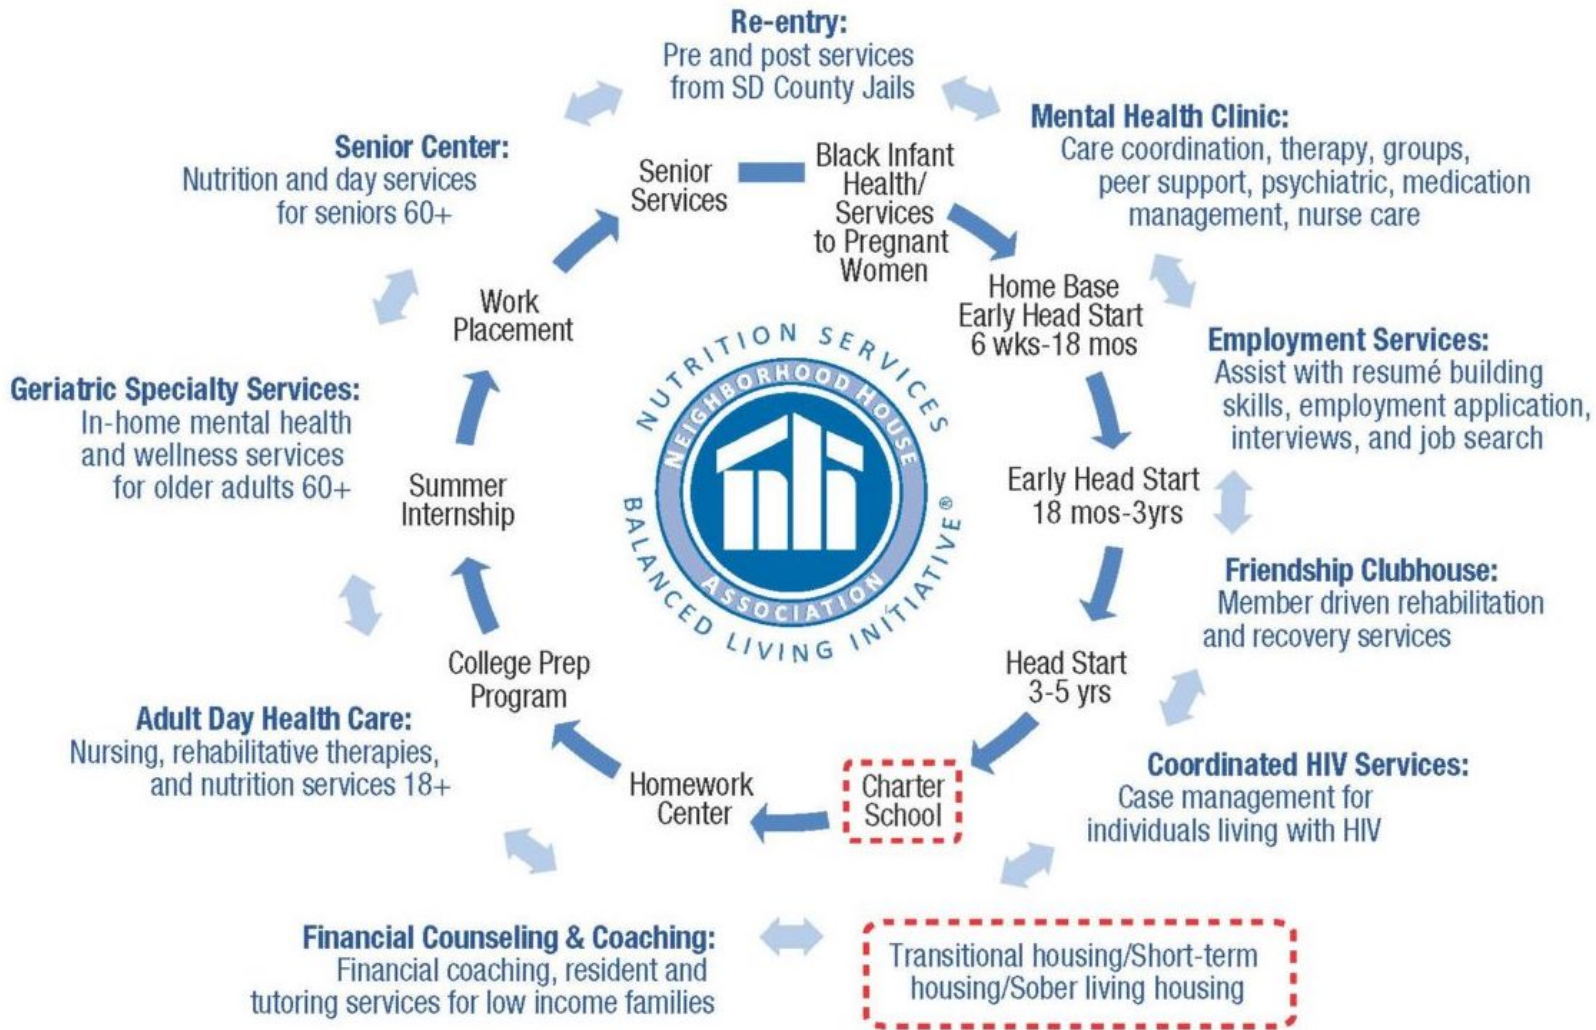 Re-entry:
Pre and post services
from SD County Jails
Mental Health Clinic:
Care coordination, therapy, groups,
peer support, psychiatric, medication
management, nurse care
Employment Services:
Assist with resumé building
skills, employment application,
interviews, and job search
Friendship Clubhouse:
Member driven rehabilitation
and recovery services
Coordinated HIV Services:
Case management for
individuals living with HIV
Transitional housing/Short-term
housing/Sober living housing
Financial Counseling & Coaching:
Financial coaching, resident and
tutoring services for low income families
Adult Day Health Care:
Nursing, rehabilitative therapies,
and nutrition services 18+
Geriatric Specialty Services:
In-home mental health
and wellness services
for older adults 60+
Senior Center:
Nutrition and day services
for seniors 60+
Senior
Services
Black Infant
Health/
Services
to Pregnant
Women
Home Base
Early Head Start
6 wks-18 mos
Early Head Start
18 mos-3yrs
Head Start
3-5 yrs
Charter
School
Homework
Center
College Prep
Program
Summer
Internship
Work
Placement
NUTRITION SERVICES
NEIGHBORHOOD HOUSE
ASSOCIATION
BALANCED LIVING INITIATIVE®